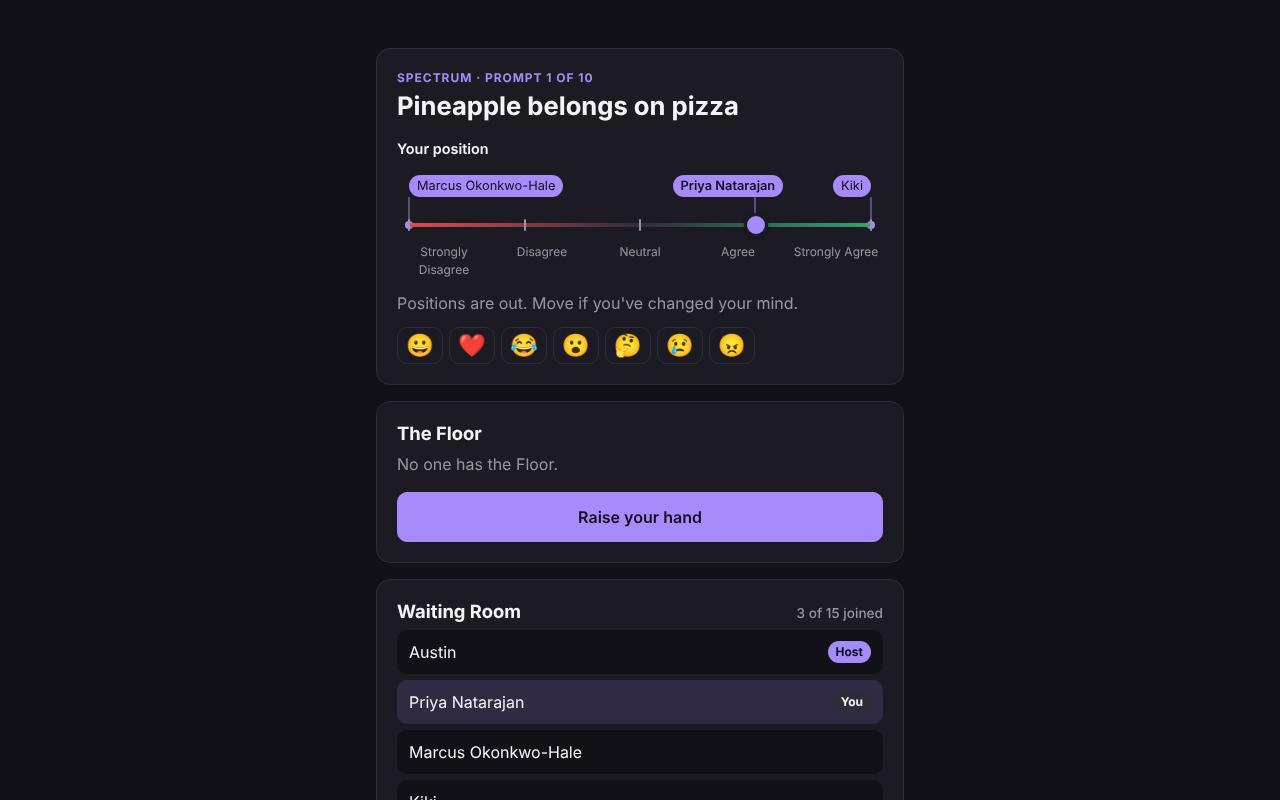 SPECTRUM · PROMPT 1 OF 10
Pineapple belongs on pizza
Your position
Marcus Okonkwo-Hale Priya Natarajan Kiki
Strongly Disagree Disagree Neutral Agree Strongly Agree
Positions are out. Move if you've changed your mind.
The Floor
No one has the Floor.
Raise your hand
Waiting Room 3 of 15 joined
Austin Host
Priya Natarajan You
Marcus Okonkwo-Hale
Kiki